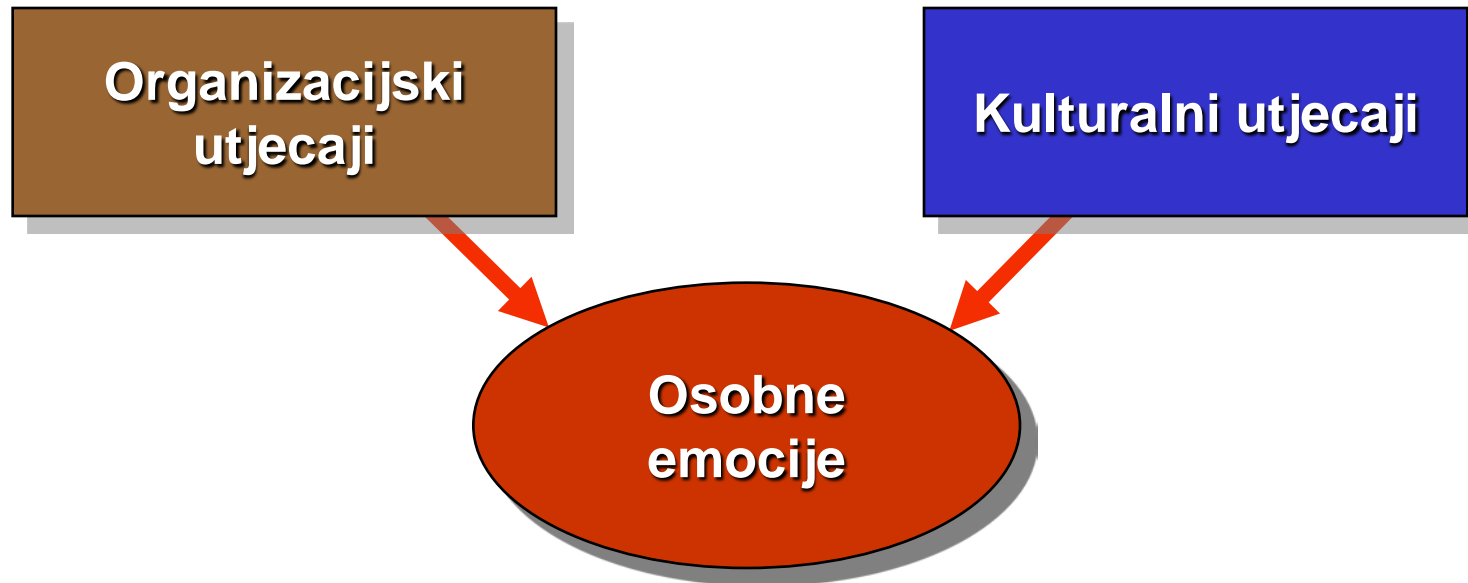 Organizacijski
utjecaji
Kulturalni utjecaji
Osobne
emocije